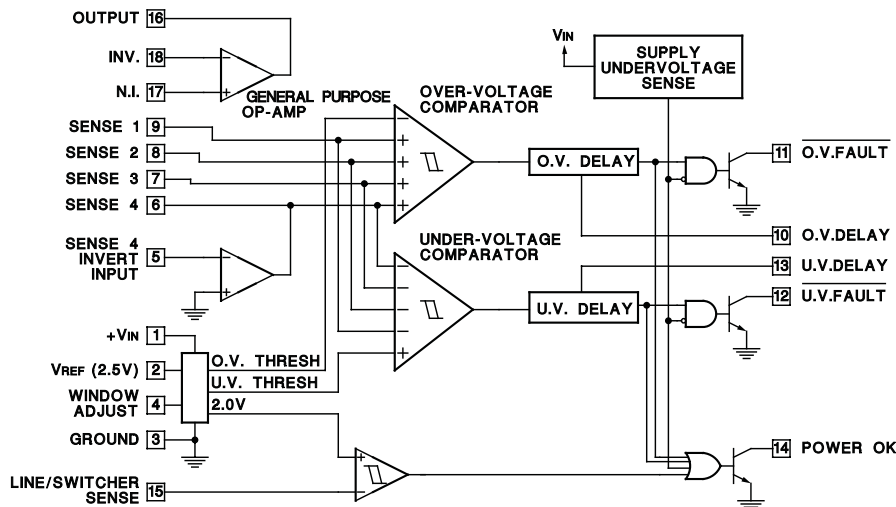 OUTPUT 16
INV. 18
N.I. 17
GENERAL PURPOSE
OP-AMP
SENSE 1 9
SENSE 2 8
SENSE 3 7
SENSE 4 6
SENSE 4
INVERT
INPUT
5
+VIN 1
VREF (2.5V) 2
WINDOW
ADJUST
4
GROUND 3
LINE/SWITCHER
SENSE
15
O.V. THRESH
U.V. THRESH
2.0V
OVER-VOLTAGE
COMPARATOR
UNDER-VOLTAGE
COMPARATOR
VIN
SUPPLY
UNDERVOLTAGE
SENSE
O.V. DELAY
U.V. DELAY
11 O.V.FAULT
10 O.V.DELAY
13 U.V.DELAY
12 U.V.FAULT
14 POWER OK